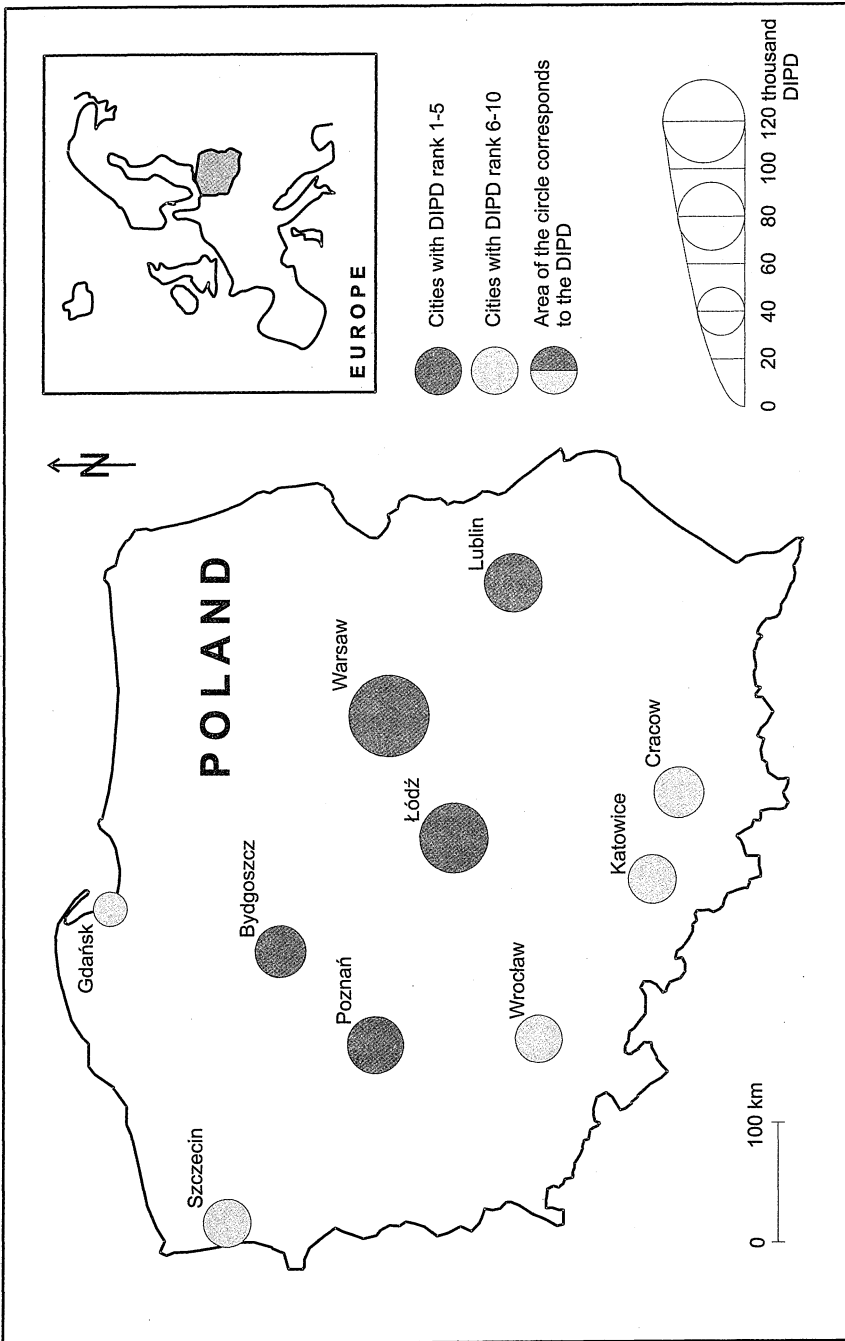 POLAND
N
Gdańsk
Szczecin
Bydgoszcz
Poznań
Warsaw
Łódź
Lublin
Wrocław
Katowice
Cracow
0 100 km
EUROPE
Cities with DIPD rank 1-5
Cities with DIPD rank 6-10
Area of the circle corresponds
to the DIPD
0 20 40 60 80 100 120 thousand
DIPD